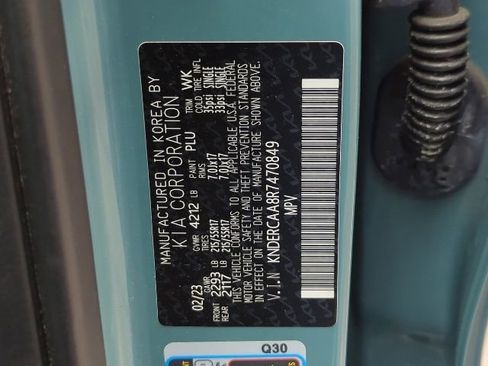 MANUFACTURED IN KOREA BY
KIA CORPORATION
02/23 GVWR 4212 LB PAINT PLU TRIM WK
GAWR TIRES RIMS COLD TIRE INFL
FRONT 2293 LB 215/55R17 7.0Jx17 35psi SINGLE
REAR 2117 LB 215/55R17 7.0Jx17 33psi SINGLE
THIS VEHICLE CONFORMS TO ALL APPLICABLE U.S.A. FEDERAL
MOTOR VEHICLE SAFETY AND THEFT PREVENTION STANDARDS
IN EFFECT ON THE DATE OF MANUFACTURE SHOWN ABOVE.
V.I.N KNDERCAA8R7470849
MPV
Q30